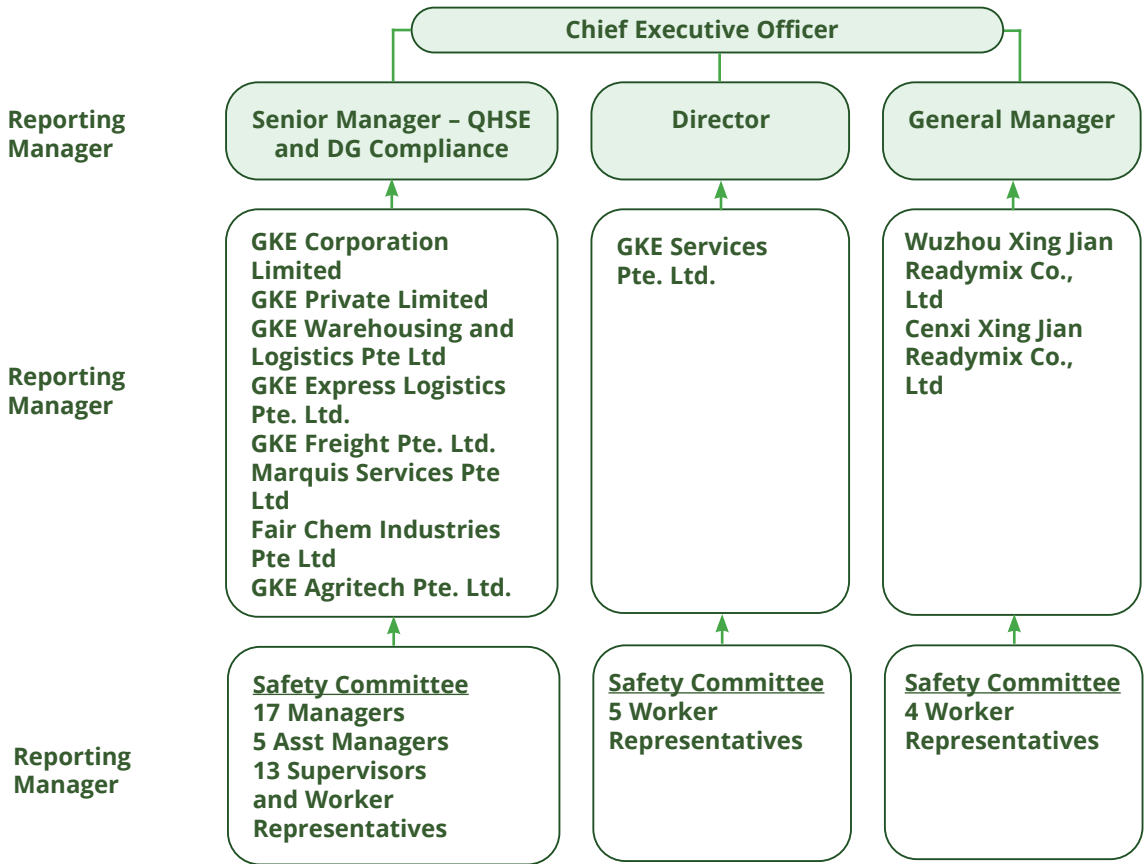 Chief Executive Officer
Reporting
Manager
Senior Manager – QHSE
and DG Compliance
Director
General Manager
Reporting
Manager
GKE Corporation
Limited
GKE Private Limited
GKE Warehousing and
Logistics Pte Ltd
GKE Express Logistics
Pte. Ltd.
GKE Freight Pte. Ltd.
Marquis Services Pte
Ltd
Fair Chem Industries
Pte Ltd
GKE Agritech Pte. Ltd.
GKE Services
Pte. Ltd.
Wuzhou Xing Jian
Readymix Co.,
Ltd
Cenxi Xing Jian
Readymix Co.,
Ltd
Reporting
Manager
Safety Committee
17 Managers
5 Asst Managers
13 Supervisors
and Worker
Representatives
Safety Committee
5 Worker
Representatives
Safety Committee
4 Worker
Representatives